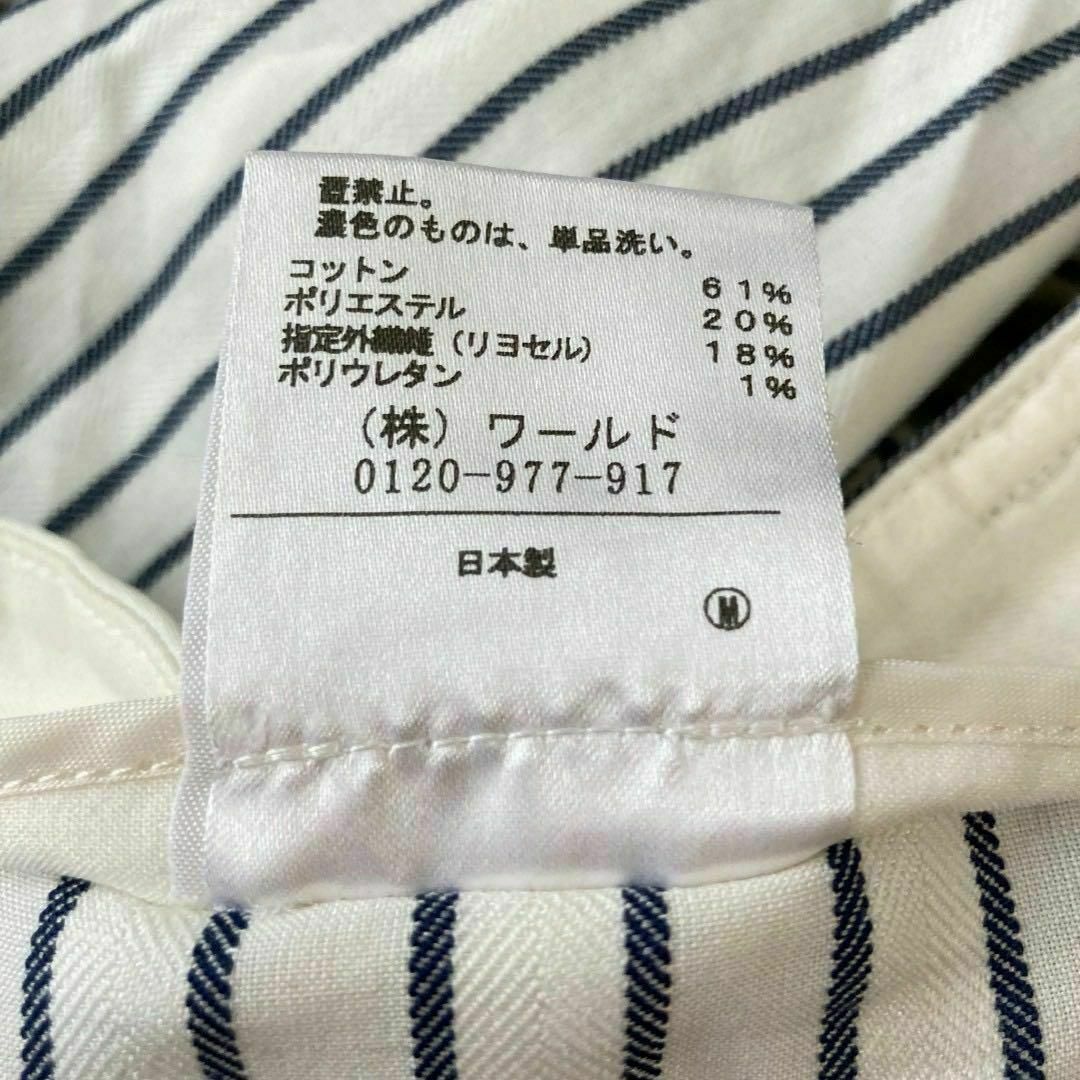 置禁止。
濃色のものは、単品洗い。
コットン 61%
ポリエステル 20%
指定外繊維(リヨセル) 18%
ポリウレタン 1%
(株)ワールド
0120-977-917
日本製
Ⓜ